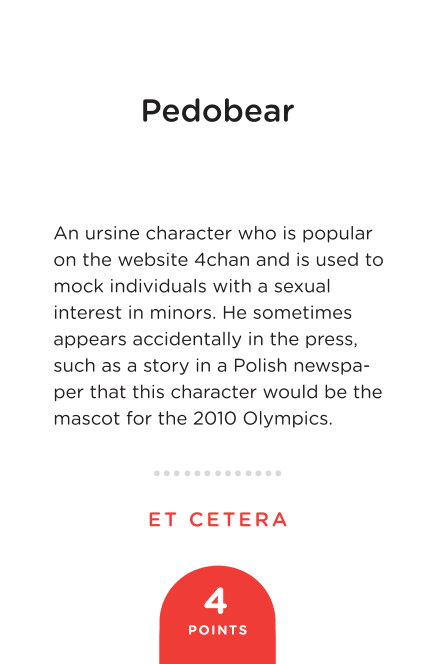 Pedobear
An ursine character who is popular
on the website 4chan and is used to
mock individuals with a sexual
interest in minors. He sometimes
appears accidentally in the press,
such as a story in a Polish newspa-
per that this character would be the
mascot for the 2010 Olympics.
ET CETERA
4
POINTS